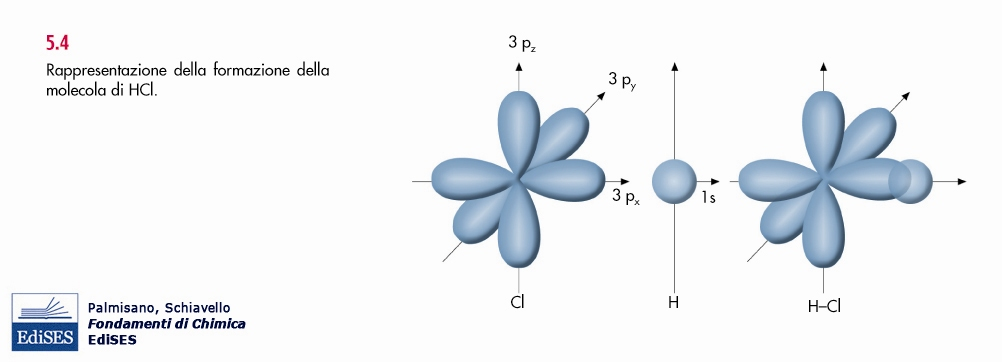 5.4
Rappresentazione della formazione della
molecola di HCl.
3 pz
3 py
3 px
1s
Cl
H
H–Cl
EdiSES
Palmisano, Schiavello
Fondamenti di Chimica
EdiSES